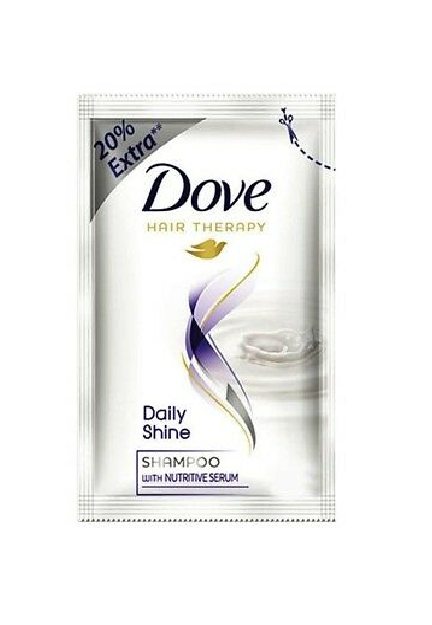 20%
Extra**
Dove
HAIR THERAPY
Daily
Shine
SHAMPOO
WITH NUTRITIVE SERUM